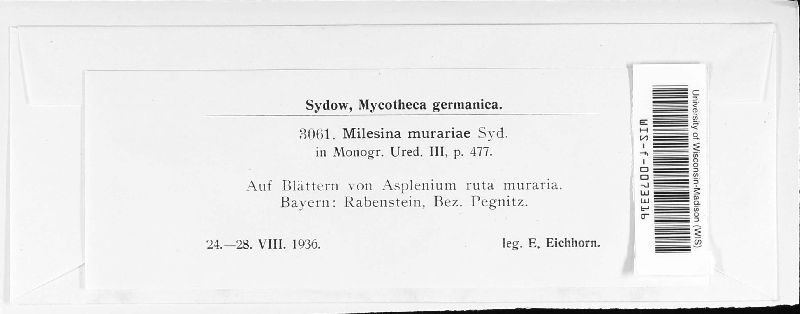 Sydow, Mycotheca germanica.
3061. Milesina murariae Syd.
in Monogr. Ured. III, p. 477.
Auf Blättern von Asplenium ruta muraria.
Bayern: Rabenstein, Bez. Pegnitz.
24.—28. VIII. 1936.
leg. E. Eichhorn.
University of Wisconsin-Madison (WIS)
WIS-f-0073316